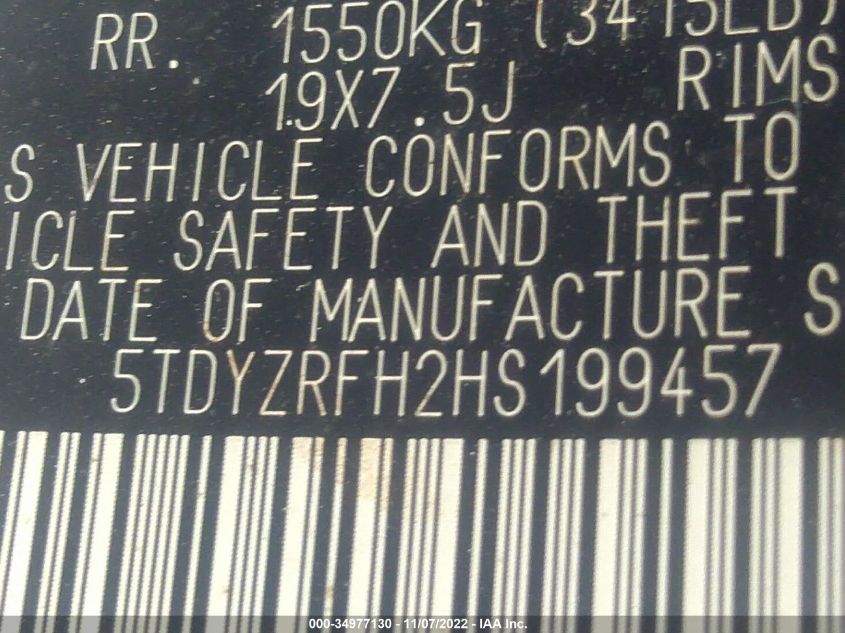 RR. 1550KG (3415LB)
19X7.5J RIMS
S VEHICLE CONFORMS TO
ICLE SAFETY AND THEFT
DATE OF MANUFACTURE S
5TDYZRFH2HS199457
000-34977130 - 11/07/2022 - IAA Inc.